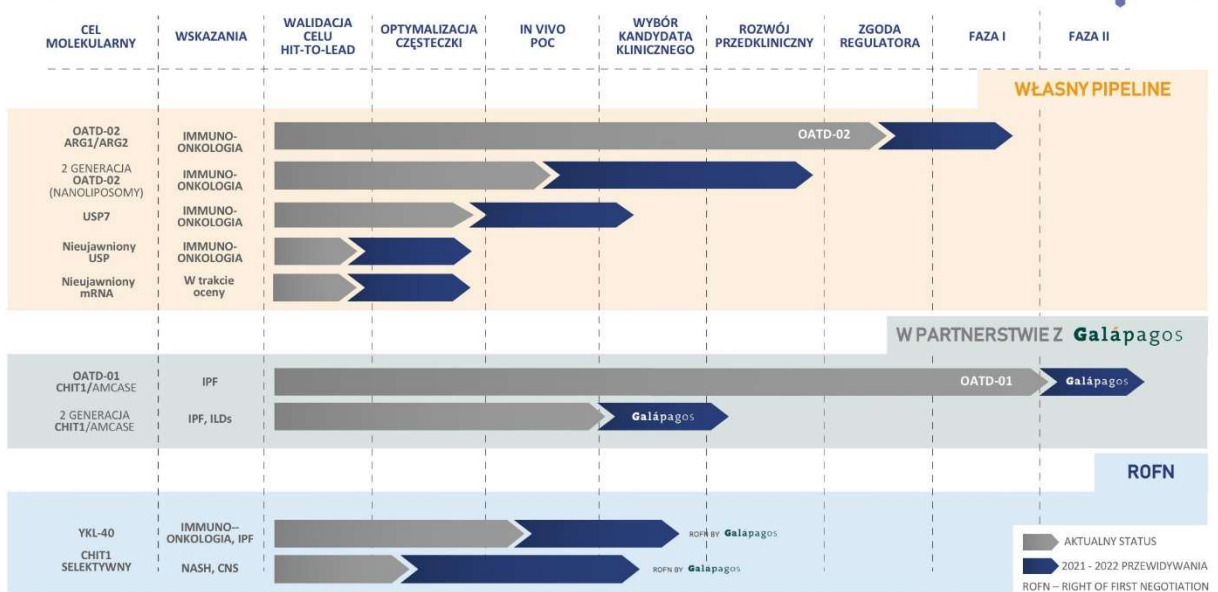 CEL
MOLEKULARNY
WSKAZANIA
WALIDACJA
CELU
HIT-TO-LEAD
OPTYMALIZACJA
CZĘSTECZKI
IN VIVO
POC
WYBÓR
KANDYDATA
KLINICZNEGO
ROZWÓJ
PRZEDKLINICZNY
ZGODA
REGULATORA
FAZA I
FAZA II
WŁASNY PIPELINE
OATD-02
ARG1/ARG2
IMMUNO-
ONKOLOGIA
OATD-02
2 GENERACJA
OATD-02
(NANOLIPOSOMY)
IMMUNO-
ONKOLOGIA
USP7
IMMUNO-
ONKOLOGIA
Nieujawniony
USP
IMMUNO-
ONKOLOGIA
Nieujawniony
mRNA
W trakcie
oceny
W PARTNERSTWIE Z Galápagos
OATD-01
CHIT1/AMCASE
IPF
OATD-01
Galápagos
2 GENERACJA
CHIT1/AMCASE
IPF, ILDs
Galápagos
ROFN
YKL-40
IMMUNO--
ONKOLOGIA, IPF
ROFN BY Galápagos
CHIT1
SELEKTYWNY
NASH, CNS
ROFN BY Galápagos
AKTUALNY STATUS
2021 - 2022 PRZEWIDYWANIA
ROFN – RIGHT OF FIRST NEGOTIATION